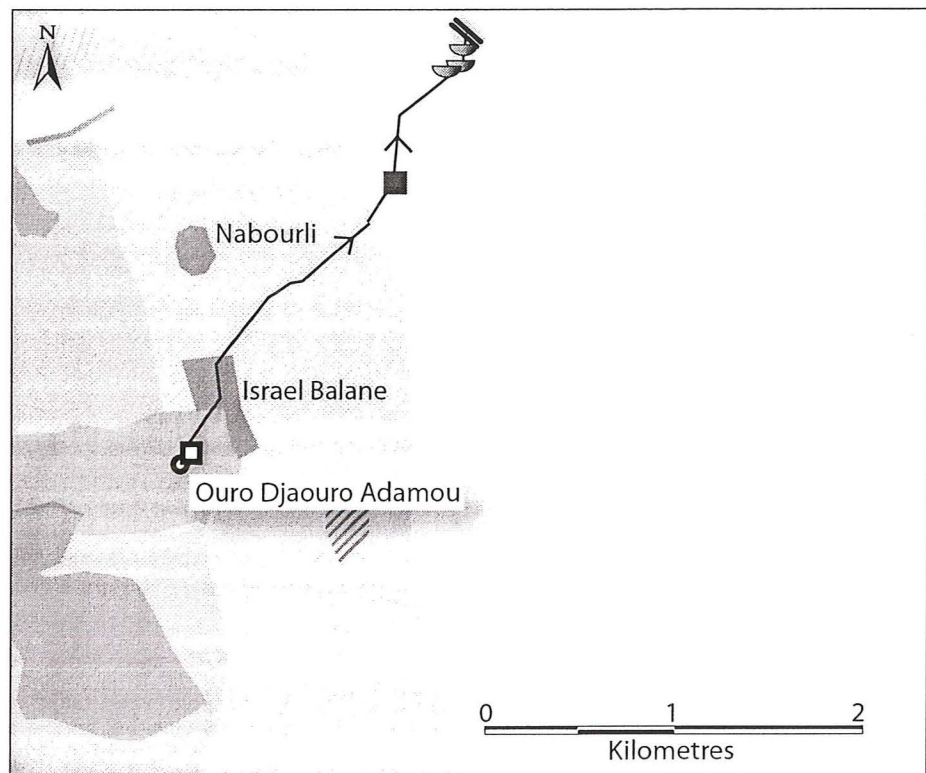 N
Nabourli
Israel Balane
Ouro Djaouro Adamou
0 1 2
Kilometres